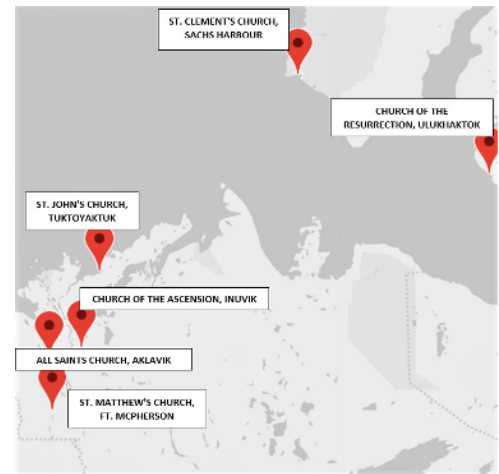 ST. CLEMENT'S CHURCH,
SACHS HARBOUR
CHURCH OF THE
RESURRECTION, ULUKHAKTOK
ST. JOHN'S CHURCH,
TUKTOYAKTUK
CHURCH OF THE ASCENSION, INUVIK
ALL SAINTS CHURCH, AKLAVIK
ST. MATTHEW'S CHURCH,
FT. MCPHERSON